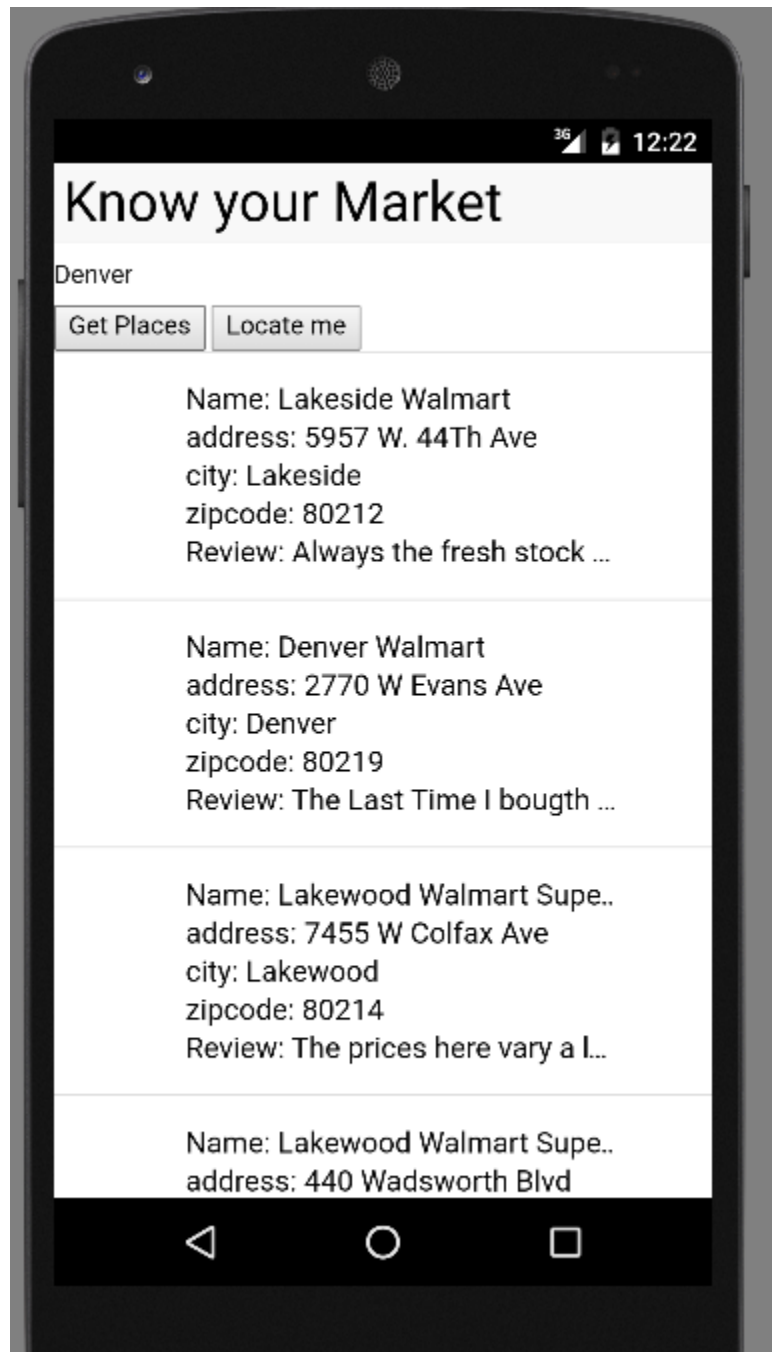 3G 12:22
Know your Market
Denver
Get Places Locate me
Name: Lakeside Walmart
address: 5957 W. 44Th Ave
city: Lakeside
zipcode: 80212
Review: Always the fresh stock ...
Name: Denver Walmart
address: 2770 W Evans Ave
city: Denver
zipcode: 80219
Review: The Last Time I bougth ...
Name: Lakewood Walmart Supe..
address: 7455 W Colfax Ave
city: Lakewood
zipcode: 80214
Review: The prices here vary a l...
Name: Lakewood Walmart Supe..
address: 440 Wadsworth Blvd